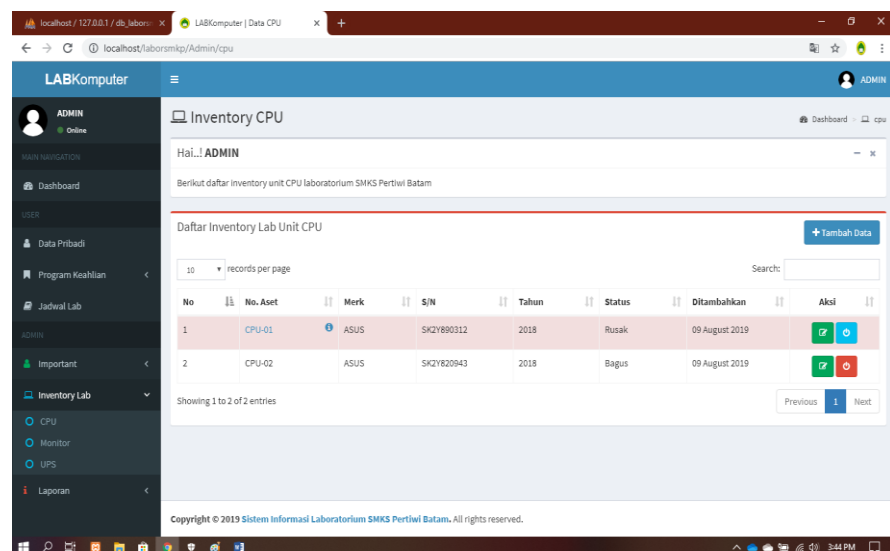 localhost / 127.0.0.1 / db_labors
LABKomputer | Data CPU
localhost/laborsmkp/Admin/cpu
LABKomputer
ADMIN
ADMIN
Online
MAIN NAVIGATION
Dashboard
USER
Data Pribadi
Program Keahlian
Jadwal Lab
ADMIN
Important
Inventory Lab
CPU
Monitor
UPS
Laporan
Inventory CPU
Dashboard > cpu
Hai..! ADMIN
Berikut daftar inventory unit CPU laboratorium SMKS Pertiwi Batam
Daftar Inventory Lab Unit CPU
+ Tambah Data
10 records per page
Search:
No No. Aset Merk S/N Tahun Status Ditambahkan Aksi
1 CPU-01 ASUS SK2Y890312 2018 Rusak 09 August 2019
2 CPU-02 ASUS SK2Y820943 2018 Bagus 09 August 2019
Showing 1 to 2 of 2 entries
Previous 1 Next
Copyright © 2019 Sistem Informasi Laboratorium SMKS Pertiwi Batam. All rights reserved.
3:44 PM